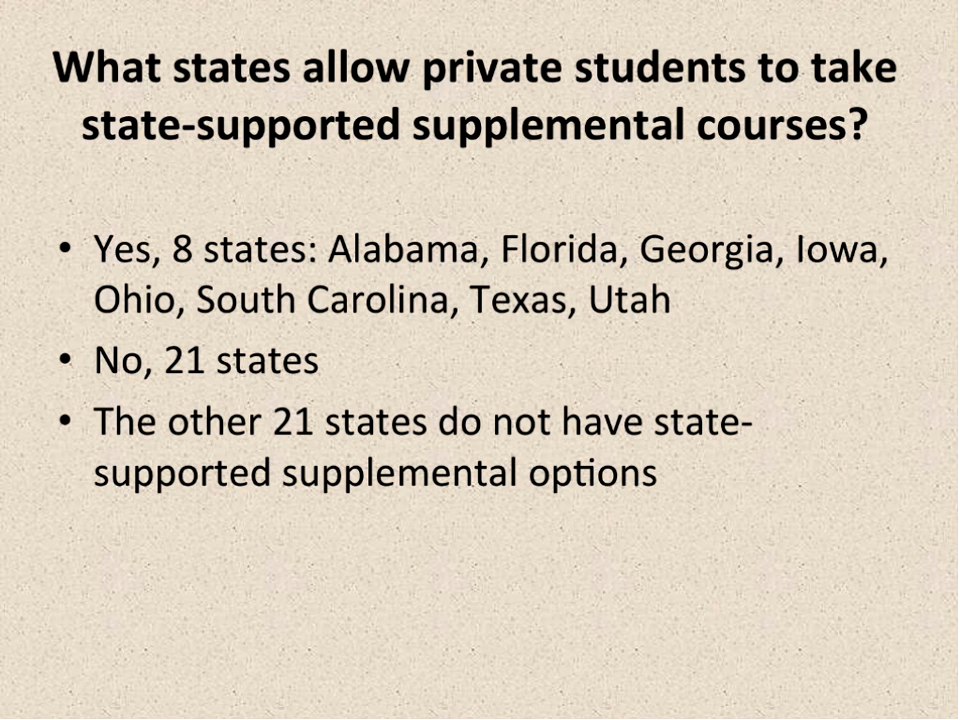 What states allow private students to take
state-supported supplemental courses?
• Yes, 8 states: Alabama, Florida, Georgia, Iowa,
Ohio, South Carolina, Texas, Utah
• No, 21 states
• The other 21 states do not have state-
supported supplemental options